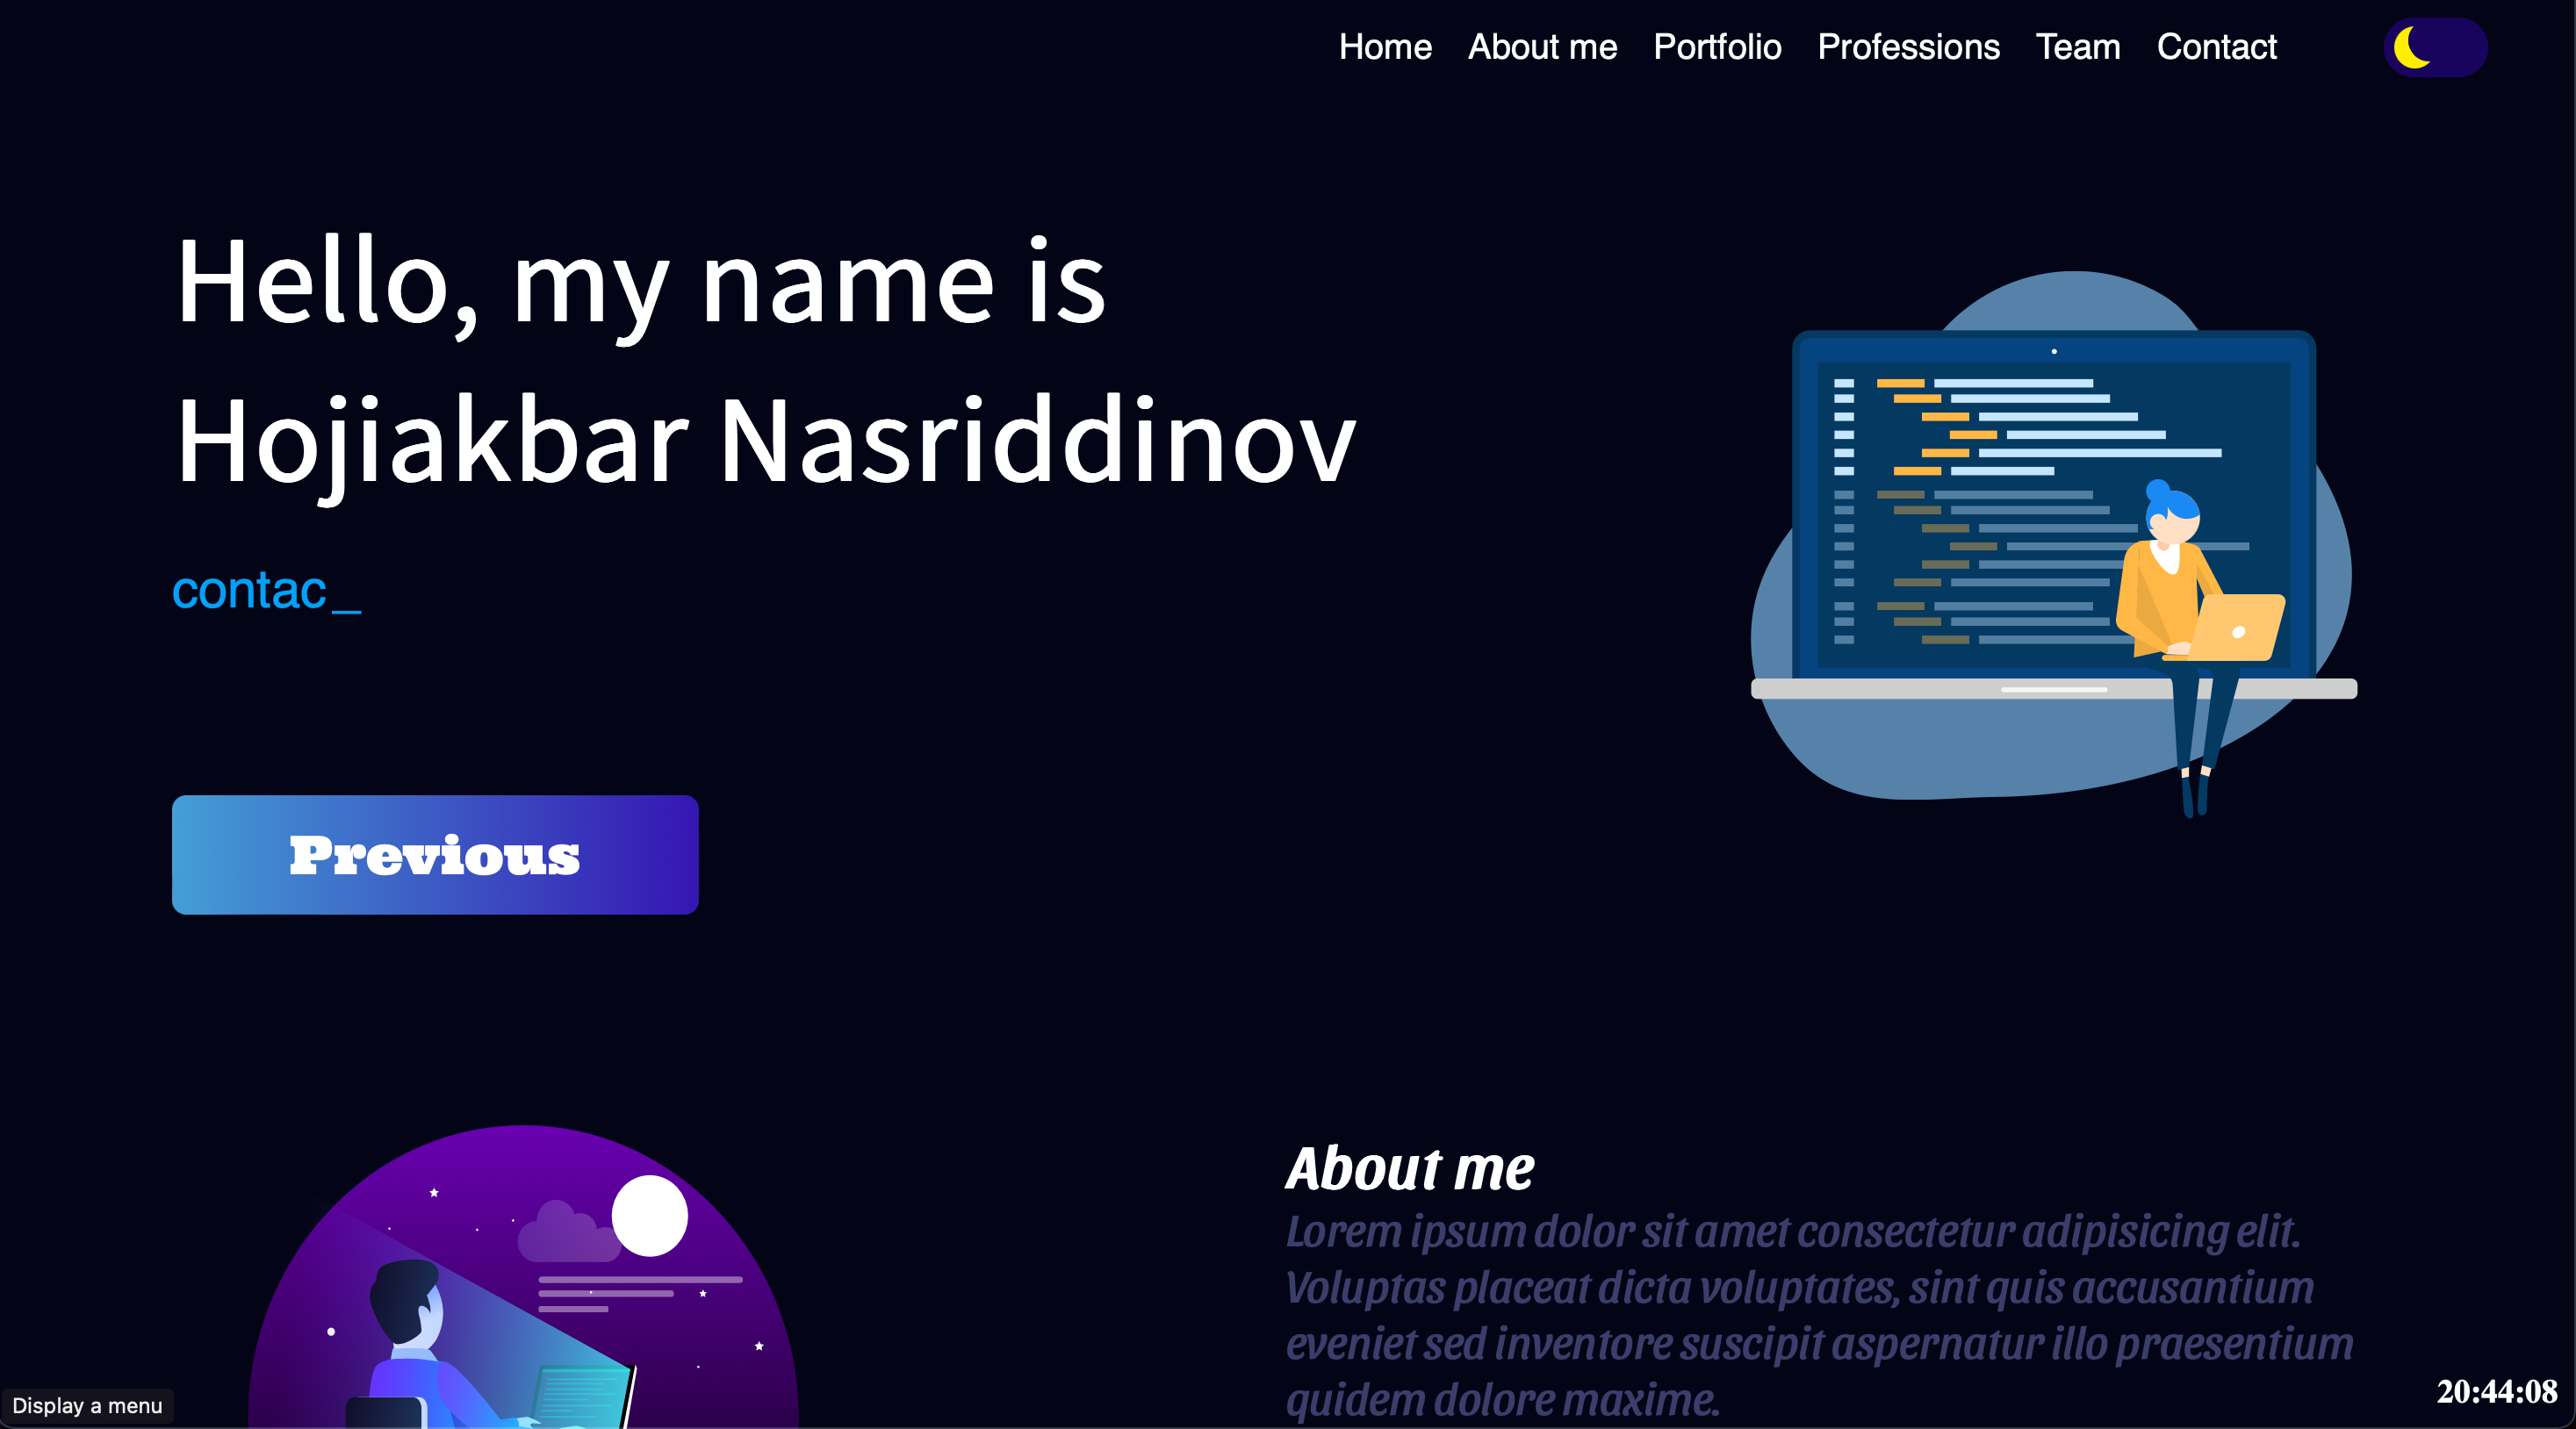 Home About me Portfolio Professions Team Contact
Hello, my name is
Hojiakbar Nasriddinov
contac_
Previous
About me
Lorem ipsum dolor sit amet consectetur adipisicing elit.
Voluptas placeat dicta voluptates, sint quis accusantium
eveniet sed inventore suscipit aspernatur illo praesentium
quidem dolore maxime.
20:44:08
Display a menu